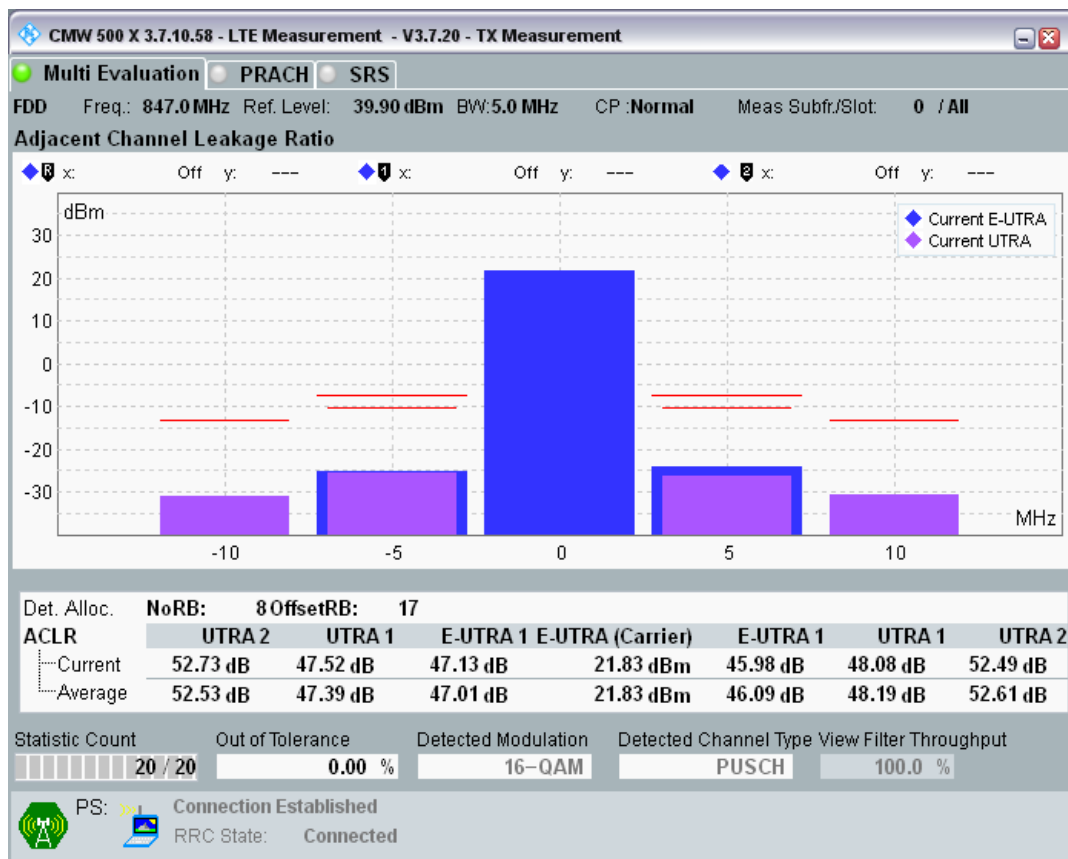 CMW 500 X 3.7.10.58 - LTE Measurement - V3.7.20 - TX Measurement
Multi Evaluation PRACH SRS
FDD Freq.: 847.0 MHz Ref. Level: 39.90 dBm BW:5.0 MHz CP :Normal Meas Subfr./Slot: 0 / All
Adjacent Channel Leakage Ratio
R x: Off y: --- 1 x: Off y: --- 2 x: Off y: ---
dBm
Current E-UTRA
Current UTRA
30
20
10
0
-10
-20
-30
MHz
-10 -5 0 5 10
Det. Alloc. NoRB: 8 OffsetRB: 17
ACLR UTRA 2 UTRA 1 E-UTRA 1 E-UTRA (Carrier) E-UTRA 1 UTRA 1 UTRA 2
Current 52.73 dB 47.52 dB 47.13 dB 21.83 dBm 45.98 dB 48.08 dB 52.49 dB
Average 52.53 dB 47.39 dB 47.01 dB 21.83 dBm 46.09 dB 48.19 dB 52.61 dB
Statistic Count Out of Tolerance Detected Modulation Detected Channel Type View Filter Throughput
20 / 20 0.00 % 16-QAM PUSCH 100.0 %
PS: Connection Established
RRC State: Connected